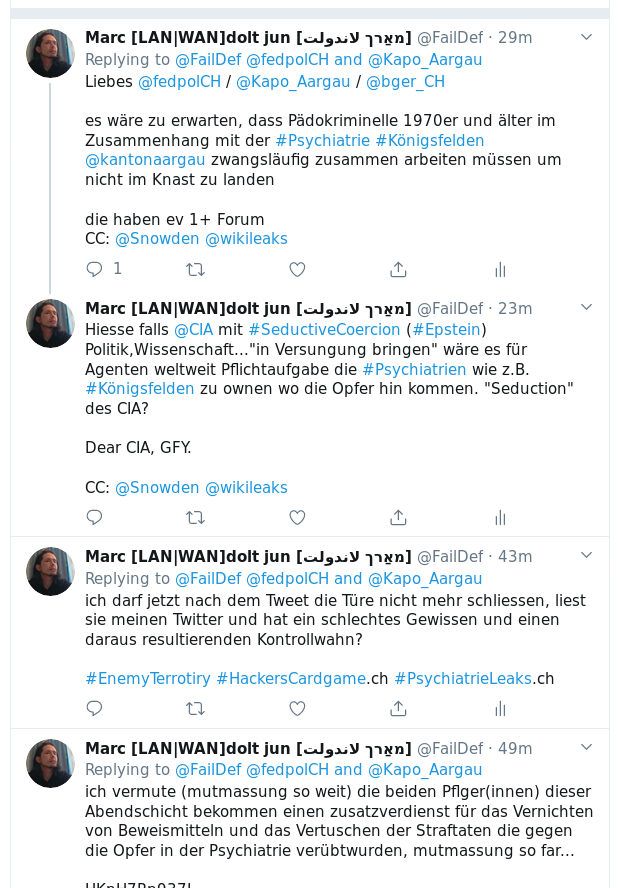 Marc [LAN|WAN]dolt jun [מאַרך לאנדולת] @FailDef · 29m
Replying to @FailDef @fedpolCH and @Kapo_Aargau
Liebes @fedpolCH / @Kapo_Aargau / @bger_CH
es wäre zu erwarten, dass Pädokriminelle 1970er und älter im
Zusammenhang mit der #Psychiatrie #Königsfelden
@kantonaargau zwangsläufig zusammen arbeiten müssen um
nicht im Knast zu landen
die haben ev 1+ Forum
CC: @Snowden @wikileaks
1
Marc [LAN|WAN]dolt jun [מאַרך לאנדולת] @FailDef · 23m
Hiesse falls @CIA mit #SeductiveCoercion (#Epstein)
Politik,Wissenschaft..."in Versungung bringen" wäre es für
Agenten weltweit Pflichtaufgabe die #Psychiatrien wie z.B.
#Königsfelden zu ownen wo die Opfer hin kommen. "Seduction"
des CIA?
Dear CIA, GFY.
CC: @Snowden @wikileaks
Marc [LAN|WAN]dolt jun [מאַרך לאנדולת] @FailDef · 43m
Replying to @FailDef @fedpolCH and @Kapo_Aargau
ich darf jetzt nach dem Tweet die Türe nicht mehr schliessen, liest
sie meinen Twitter und hat ein schlechtes Gewissen und einen
daraus resultierenden Kontrollwahn?
#EnemyTerrotiry #HackersCardgame.ch #PsychiatrieLeaks.ch
Marc [LAN|WAN]dolt jun [מאַרך לאנדולת] @FailDef · 49m
Replying to @FailDef @fedpolCH and @Kapo_Aargau
ich vermute (mutmassung so weit) die beiden Pflger(innen) dieser
Abendschicht bekommen einen zusatzverdienst für das Vernichten
von Beweismitteln und das Vertuschen der Straftaten die gegen
die Opfer in der Psychiatrie verübtwurden, mutmassung so far...